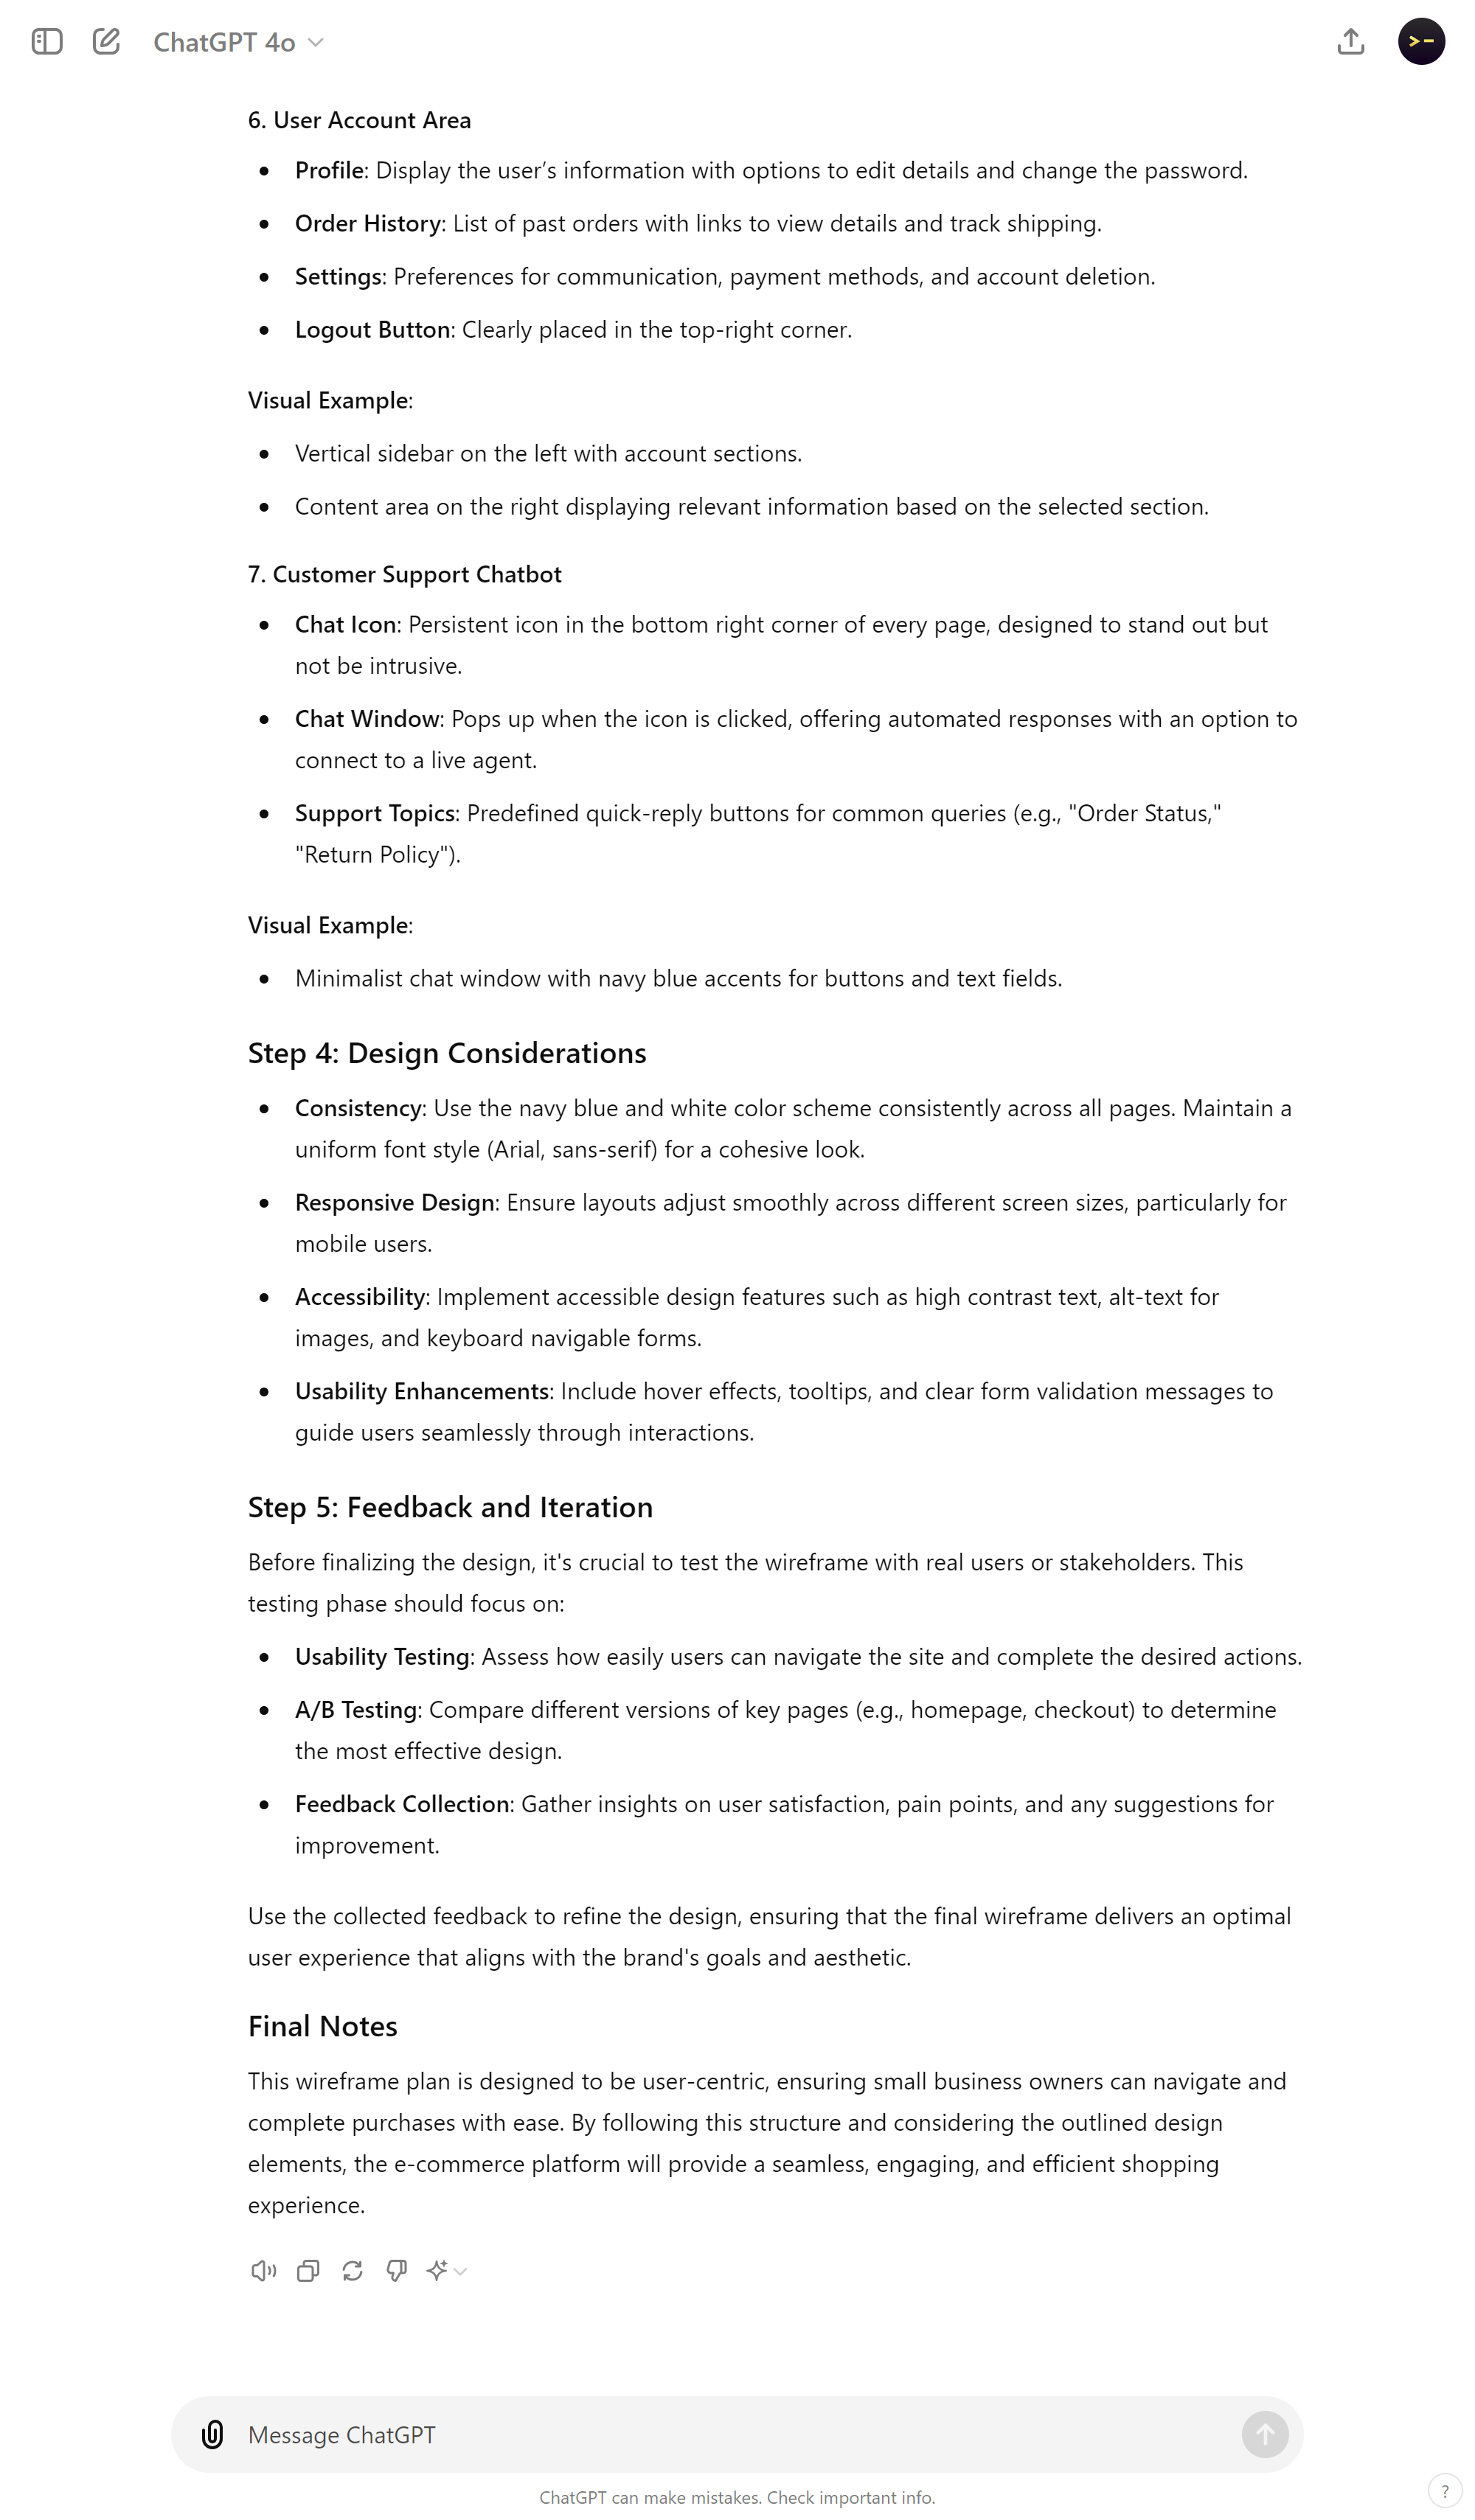 ChatGPT 4o
6. User Account Area
Profile: Display the user’s information with options to edit details and change the password.
Order History: List of past orders with links to view details and track shipping.
Settings: Preferences for communication, payment methods, and account deletion.
Logout Button: Clearly placed in the top-right corner.
Visual Example:
Vertical sidebar on the left with account sections.
Content area on the right displaying relevant information based on the selected section.
7. Customer Support Chatbot
Chat Icon: Persistent icon in the bottom right corner of every page, designed to stand out but
not be intrusive.
Chat Window: Pops up when the icon is clicked, offering automated responses with an option to
connect to a live agent.
Support Topics: Predefined quick-reply buttons for common queries (e.g., "Order Status,"
"Return Policy").
Visual Example:
Minimalist chat window with navy blue accents for buttons and text fields.
Step 4: Design Considerations
Consistency: Use the navy blue and white color scheme consistently across all pages. Maintain a
uniform font style (Arial, sans-serif) for a cohesive look.
Responsive Design: Ensure layouts adjust smoothly across different screen sizes, particularly for
mobile users.
Accessibility: Implement accessible design features such as high contrast text, alt-text for
images, and keyboard navigable forms.
Usability Enhancements: Include hover effects, tooltips, and clear form validation messages to
guide users seamlessly through interactions.
Step 5: Feedback and Iteration
Before finalizing the design, it's crucial to test the wireframe with real users or stakeholders. This
testing phase should focus on:
Usability Testing: Assess how easily users can navigate the site and complete the desired actions.
A/B Testing: Compare different versions of key pages (e.g., homepage, checkout) to determine
the most effective design.
Feedback Collection: Gather insights on user satisfaction, pain points, and any suggestions for
improvement.
Use the collected feedback to refine the design, ensuring that the final wireframe delivers an optimal
user experience that aligns with the brand's goals and aesthetic.
Final Notes
This wireframe plan is designed to be user-centric, ensuring small business owners can navigate and
complete purchases with ease. By following this structure and considering the outlined design
elements, the e-commerce platform will provide a seamless, engaging, and efficient shopping
experience.
Message ChatGPT
ChatGPT can make mistakes. Check important info.
?